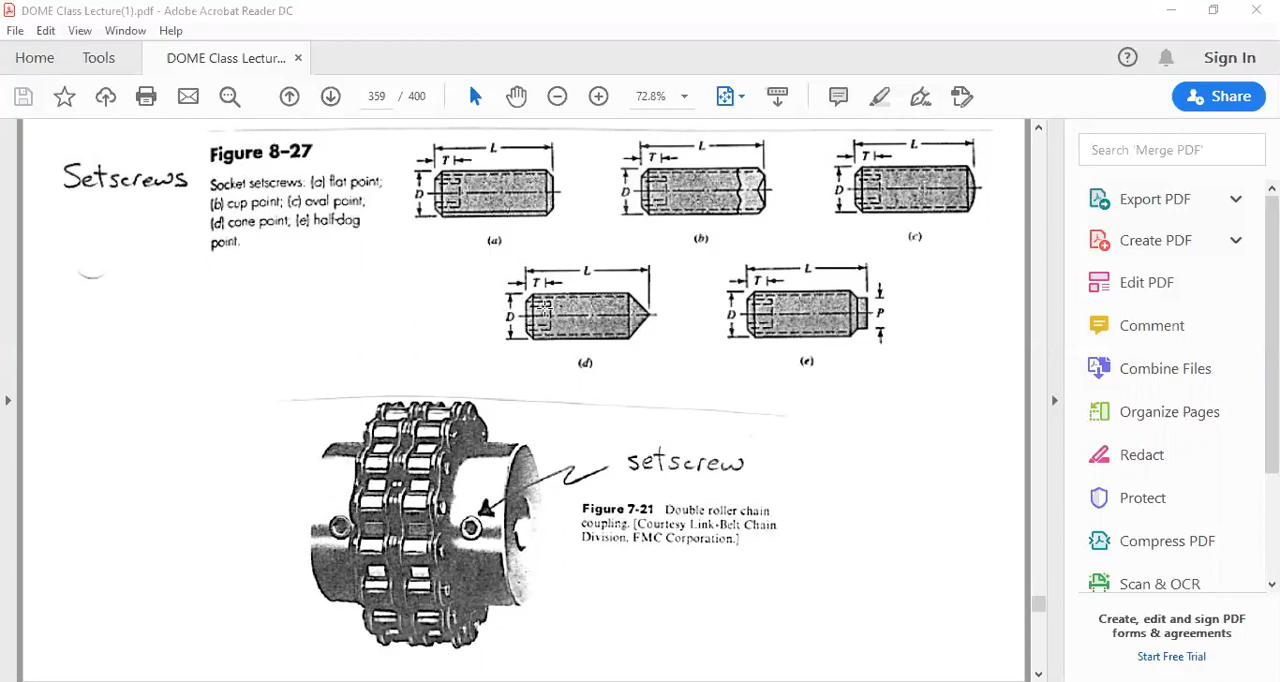 DOME Class Lecture(1).pdf - Adobe Acrobat Reader DC
File Edit View Window Help
Home Tools DOME Class Lectur... ×
Sign In
359 / 400 72.8%
Share
Setscrews
Figure 8-27
Socket setscrews: (a) flat point;
(b) cup point; (c) oval point;
(d) cone point; (e) half-dog
point.
L
T
D
(a)
L
T
D
(b)
L
T
D
(c)
L
T
D
(d)
L
T
D
P
(e)
setscrew
Figure 7-21 Double roller chain
coupling. [Courtesy Link-Belt Chain
Division, FMC Corporation.]
Search 'Merge PDF'
Export PDF
Create PDF
Edit PDF
Comment
Combine Files
Organize Pages
Redact
Protect
Compress PDF
Scan & OCR
Create, edit and sign PDF
forms & agreements
Start Free Trial